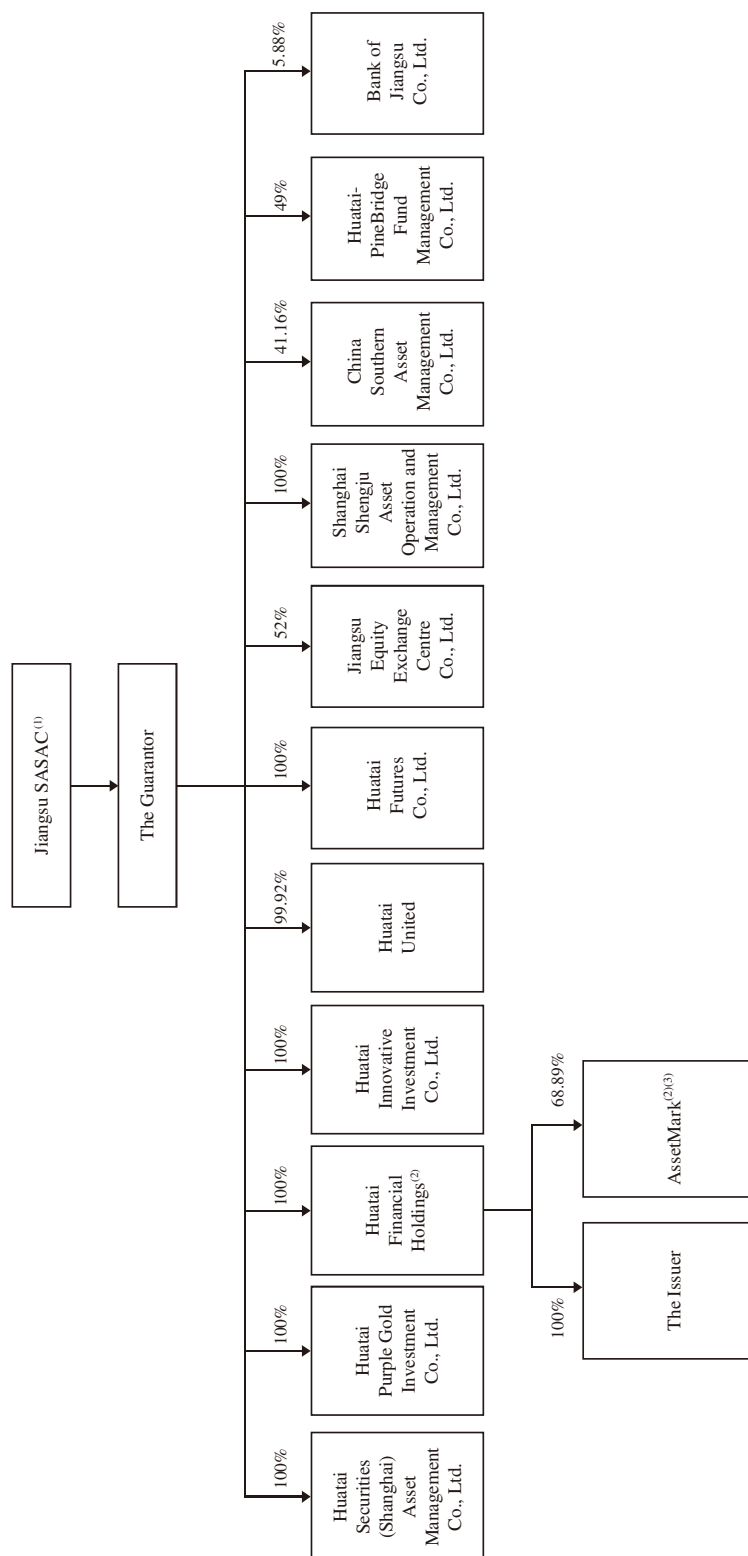 Jiangsu SASAC(1)
The Guarantor
100%
100%
100%
100%
99.92%
100%
52%
100%
41.16%
49%
5.88%
Huatai
Securities
(Shanghai)
Asset
Management
Co., Ltd.
Huatai
Purple Gold
Investment
Co., Ltd.
Huatai
Financial
Holdings(2)
Huatai
Innovative
Investment
Co., Ltd.
Huatai
United
Huatai
Futures
Co., Ltd.
Jiangsu
Equity
Exchange
Centre
Co., Ltd.
Shanghai
Shengju
Asset
Operation and
Management
Co., Ltd.
China
Southern
Asset
Management
Co., Ltd.
Huatai-
PineBridge
Fund
Management
Co., Ltd.
Bank of
Jiangsu
Co., Ltd.
100%
68.89%
The Issuer
AssetMark(2)(3)